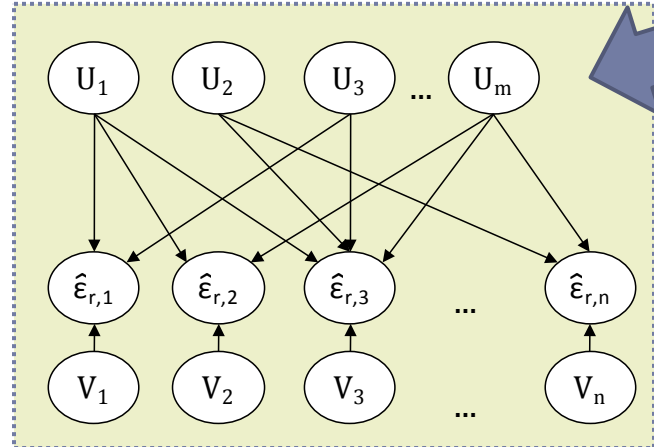 U₁ U₂ U₃ ... Uₘ
ε̂ᵣ,₁ ε̂ᵣ,₂ ε̂ᵣ,₃ ... ε̂ᵣ,ₙ
V₁ V₂ V₃ ... Vₙ